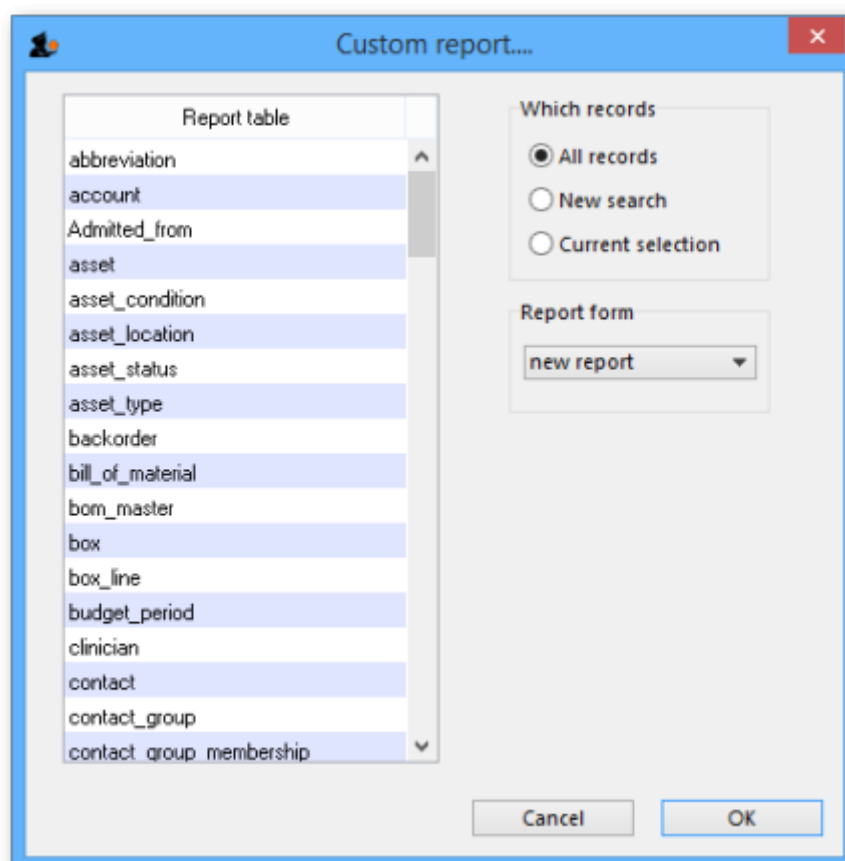 Custom report....
Report table
abbreviation
account
Admitted_from
asset
asset_condition
asset_location
asset_status
asset_type
backorder
bill_of_material
bom_master
box
box_line
budget_period
clinician
contact
contact_group
contact_group_membership
Which records
All records
New search
Current selection
Report form
new report
Cancel
OK